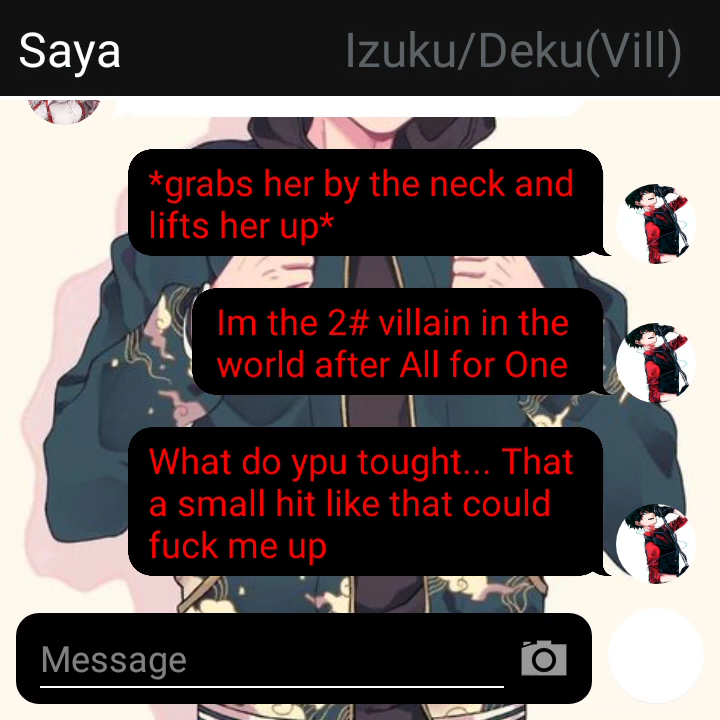 Saya Izuku/Deku(Vill)
*grabs her by the neck and
lifts her up*
Im the 2# villain in the
world after All for One
What do ypu tought... That
a small hit like that could
fuck me up
Message